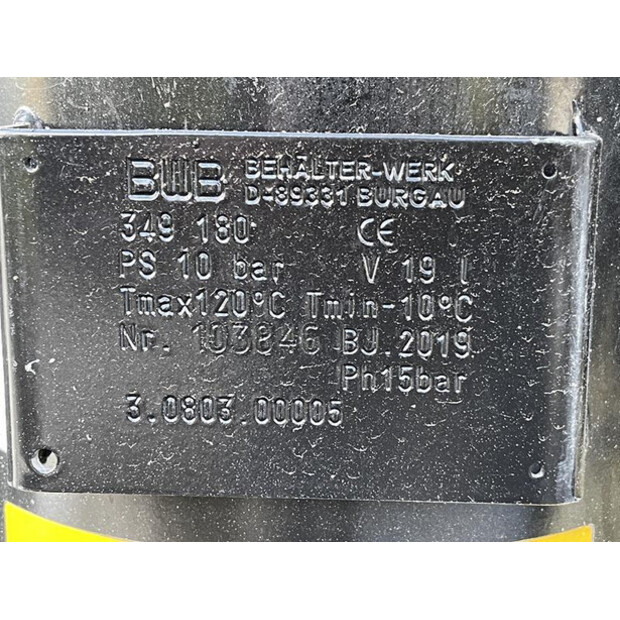 BWB BEHÄLTER-WERK
D-89331 BURGAU
349 180 CE
PS 10 bar V 19 l
Tmax120°C Tmin-10°C
Nr. 103846 BJ.2019
Ph15bar
3.0803.00005